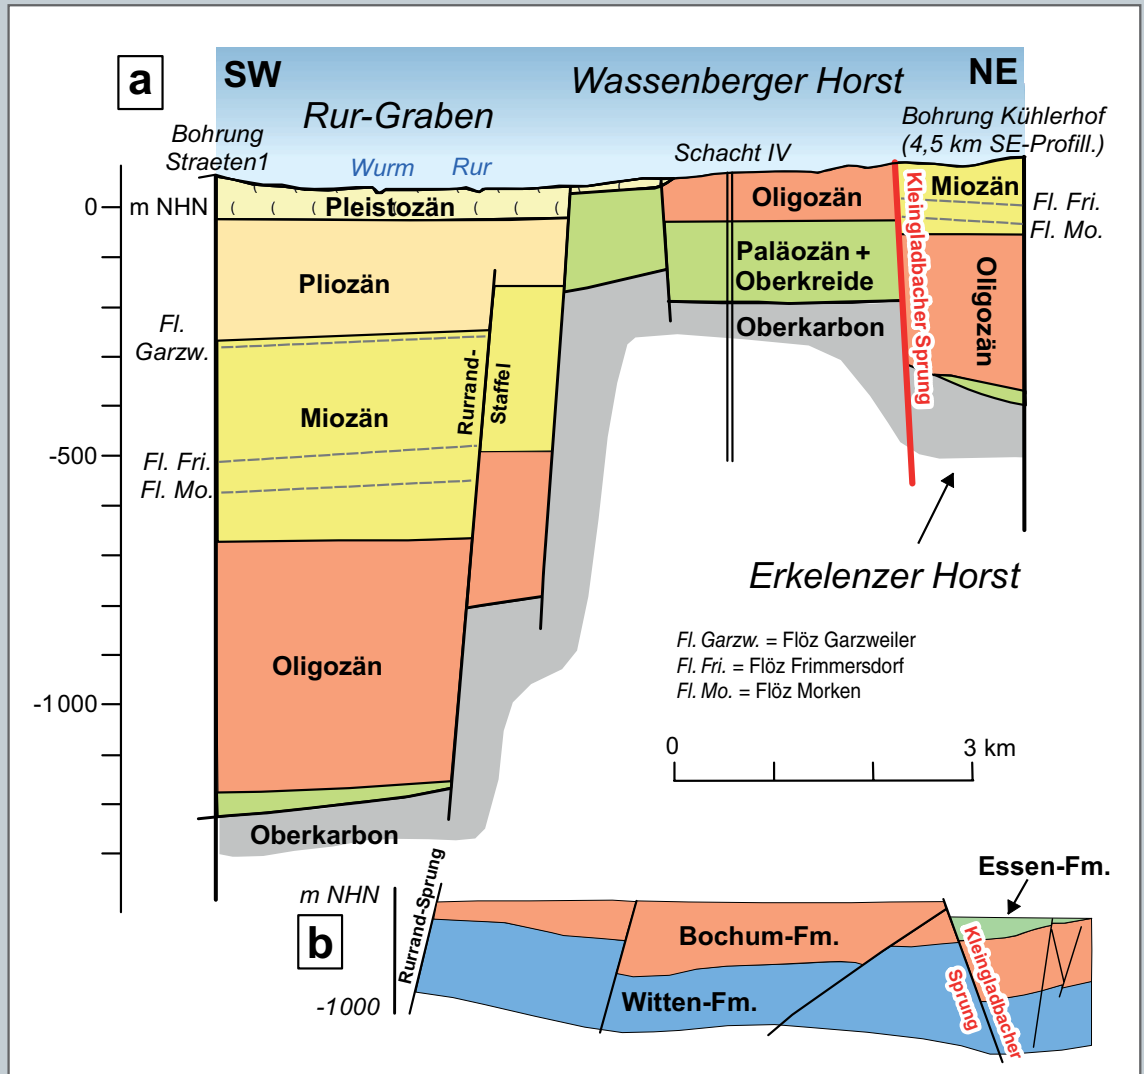 a
SW
Wassenberger Horst
NE
Rur-Graben
Bohrung
Straeten1
Wurm
Rur
Schacht IV
Bohrung Kühlerhof
(4,5 km SE-Profill.)
0
m NHN
Pleistozän
Oligozän
Miozän
Fl. Fri.
Fl. Mo.
Pliozän
Paläozän +
Oberkreide
Oberkarbon
Kleingladbacher Sprung
Oligozän
Fl.
Garzw.
Miozän
Rurrand-
Staffel
-500
Fl. Fri.
Fl. Mo.
Erkelenzer Horst
Oligozän
Fl. Garzw. = Flöz Garzweiler
Fl. Fri. = Flöz Frimmersdorf
Fl. Mo. = Flöz Morken
-1 000
0
3 km
Oberkarbon
m NHN
b
-1000
Rurrand-Sprung
Essen-Fm.
Bochum-Fm.
Witten-Fm.
Kleingladbacher
Sprung